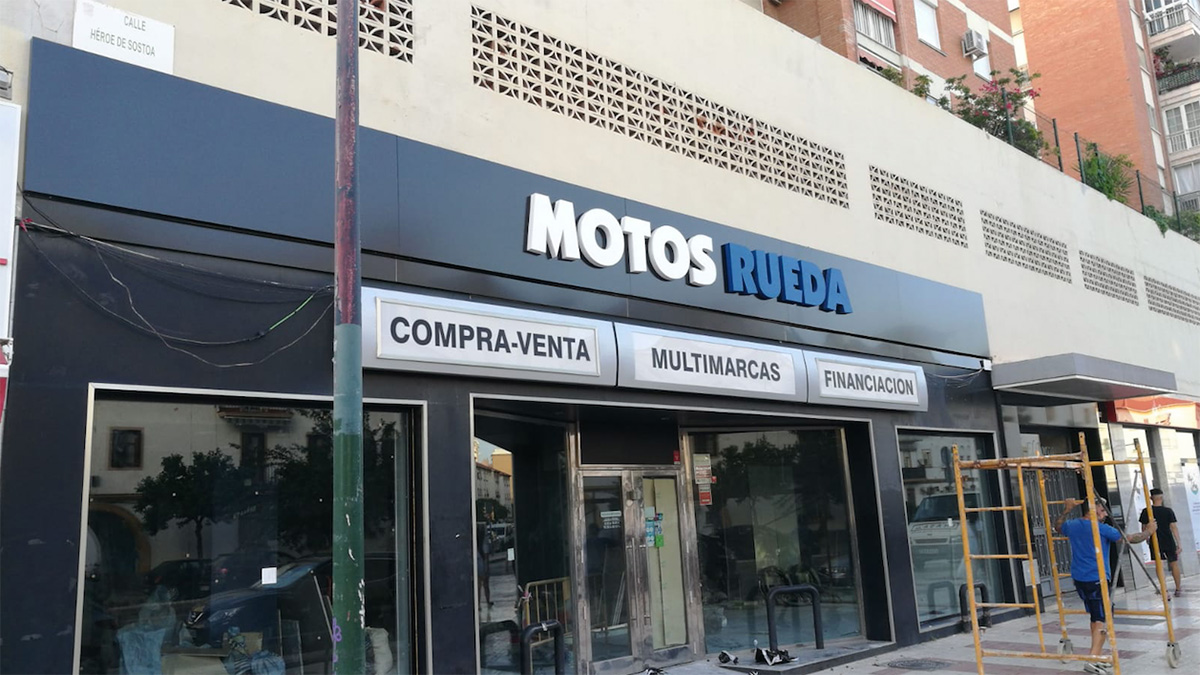 CALLE
HÉROE DE SOSTOA
MOTOS RUEDA
COMPRA-VENTA
MULTIMARCAS
FINANCIACION